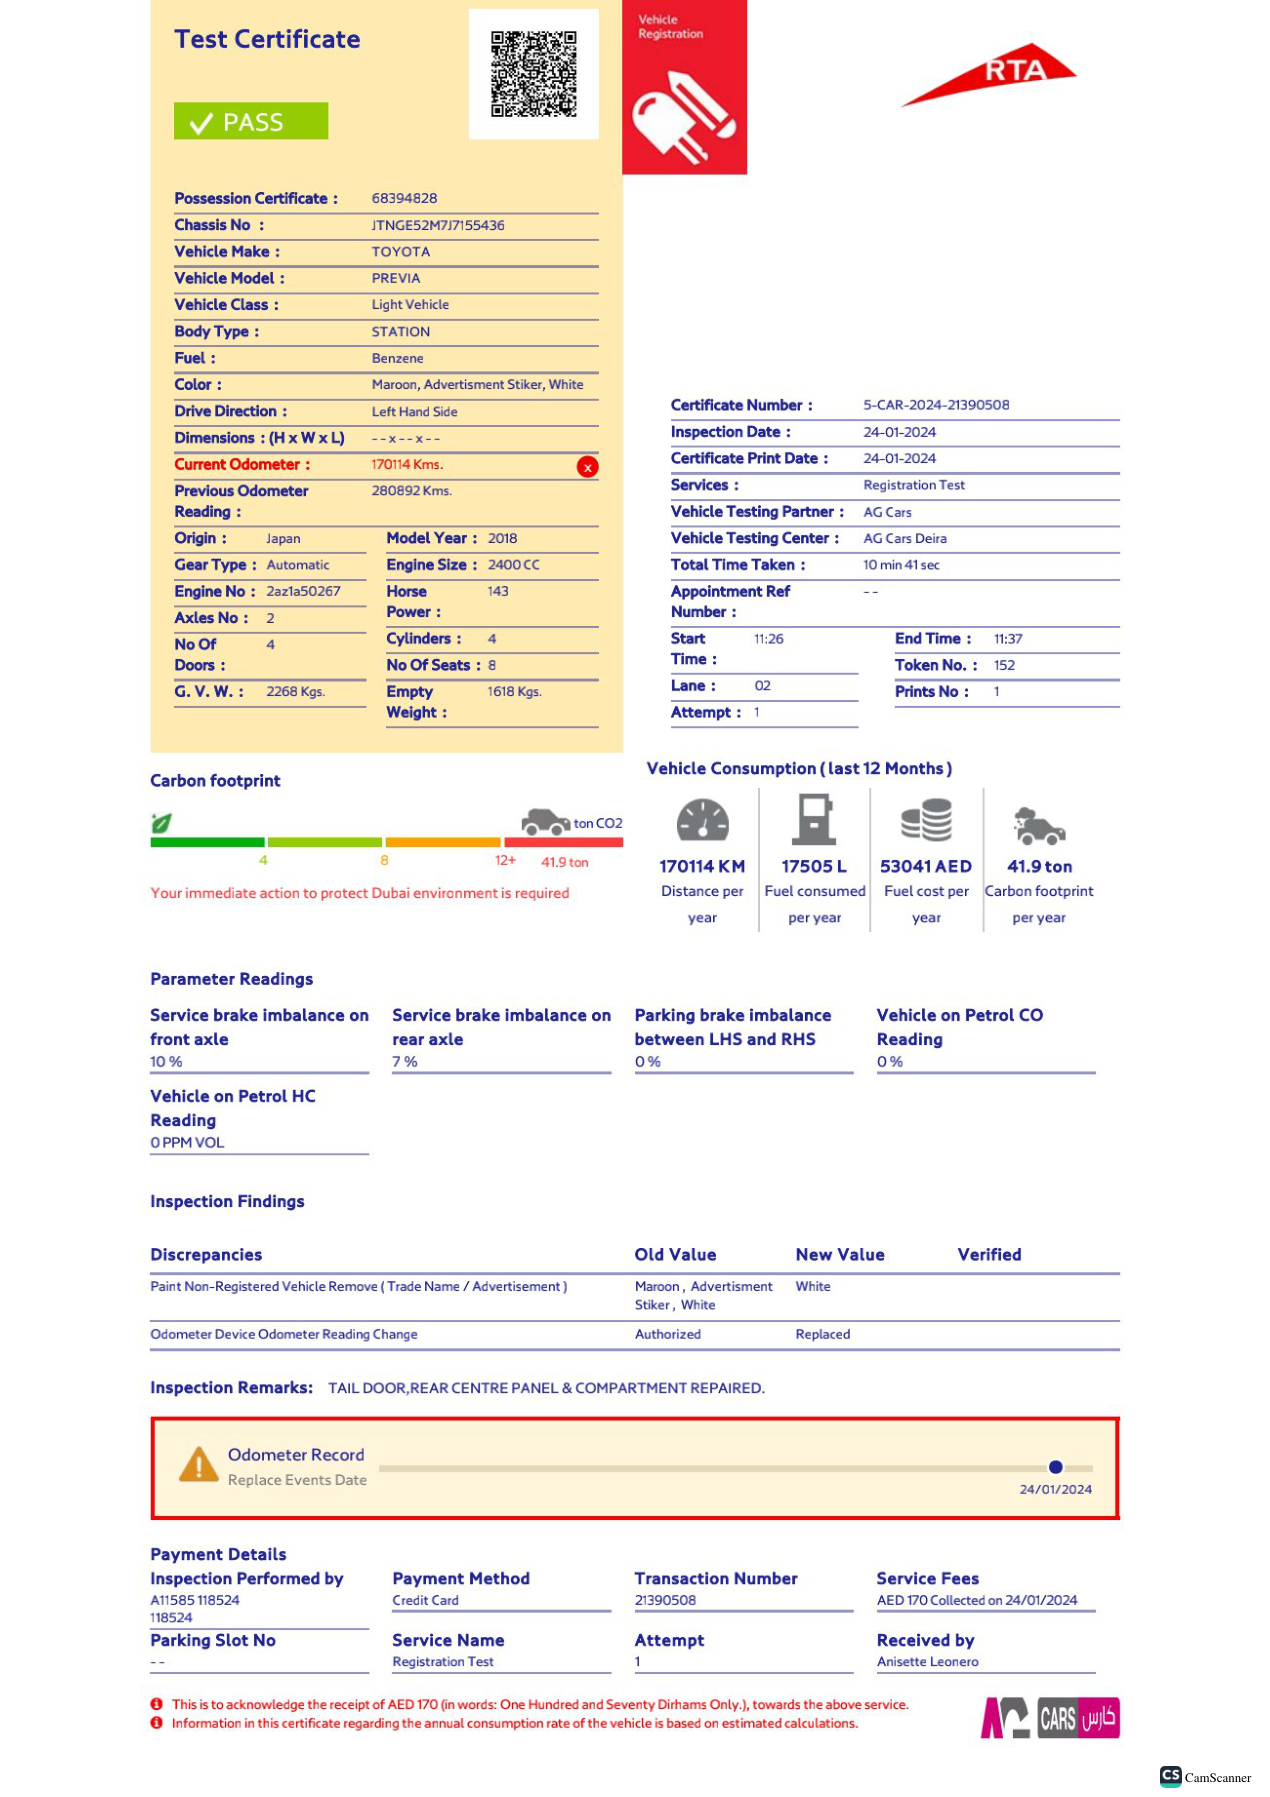 Test Certificate
PASS
Vehicle
Registration
RTA
Possession Certificate : 68394828
Chassis No : JTNGE52M7J7155436
Vehicle Make : TOYOTA
Vehicle Model : PREVIA
Vehicle Class : Light Vehicle
Body Type : STATION
Fuel : Benzene
Color : Maroon, Advertisment Stiker, White
Drive Direction : Left Hand Side
Dimensions : (H x W x L) - - x - - x - -
Current Odometer : 170114 Kms. x
Previous Odometer 280892 Kms.
Reading :
Origin : Japan Model Year : 2018
Gear Type : Automatic Engine Size : 2400 CC
Engine No : 2az1a50267 Horse 143
Power :
Axles No : 2
No Of 4 Cylinders : 4
Doors : No Of Seats : 8
G. V. W. : 2268 Kgs. Empty 1618 Kgs.
Weight :
Certificate Number : 5-CAR-2024-21390508
Inspection Date : 24-01-2024
Certificate Print Date : 24-01-2024
Services : Registration Test
Vehicle Testing Partner : AG Cars
Vehicle Testing Center : AG Cars Deira
Total Time Taken : 10 min 41 sec
Appointment Ref - -
Number :
Start 11:26 End Time : 11:37
Time : Token No. : 152
Lane : 02 Prints No : 1
Attempt : 1
Carbon footprint
ton CO2
4 8 12+ 41.9 ton
Your immediate action to protect Dubai environment is required
Vehicle Consumption ( last 12 Months )
170114 KM 17505 L 53041 AED 41.9 ton
Distance per Fuel consumed Fuel cost per Carbon footprint
year per year year per year
Parameter Readings
Service brake imbalance on Service brake imbalance on Parking brake imbalance Vehicle on Petrol CO
front axle rear axle between LHS and RHS Reading
10 % 7 % 0 % 0 %
Vehicle on Petrol HC
Reading
0 PPM VOL
Inspection Findings
Discrepancies Old Value New Value Verified
Paint Non-Registered Vehicle Remove ( Trade Name / Advertisement ) Maroon , Advertisment White
Stiker , White
Odometer Device Odometer Reading Change Authorized Replaced
Inspection Remarks: TAIL DOOR,REAR CENTRE PANEL & COMPARTMENT REPAIRED.
Odometer Record
Replace Events Date
24/01/2024
Payment Details
Inspection Performed by Payment Method Transaction Number Service Fees
A11585 118524 Credit Card 21390508 AED 170 Collected on 24/01/2024
118524
Parking Slot No Service Name Attempt Received by
- - Registration Test 1 Anisette Leonero
This is to acknowledge the receipt of AED 170 (in words: One Hundred and Seventy Dirhams Only.), towards the above service.
Information in this certificate regarding the annual consumption rate of the vehicle is based on estimated calculations.
CARS كارس
CS CamScanner